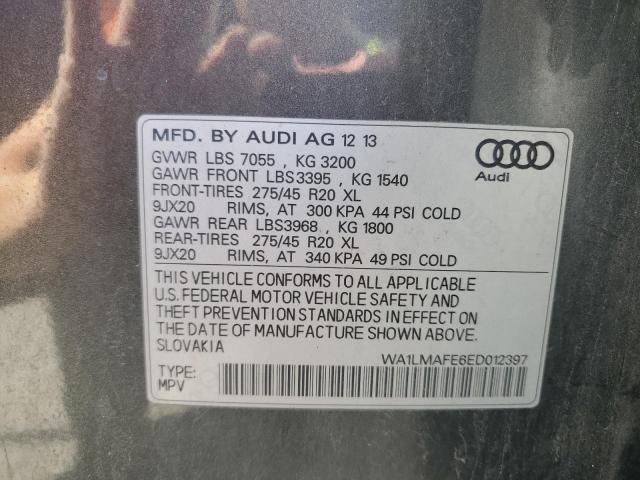 MFD. BY AUDI AG 12 13
GVWR LBS 7055 , KG 3200
GAWR FRONT LBS3395 , KG 1540
FRONT-TIRES 275/45 R20 XL
9JX20 RIMS, AT 300 KPA 44 PSI COLD
GAWR REAR LBS3968 , KG 1800
REAR-TIRES 275/45 R20 XL
9JX20 RIMS, AT 340 KPA 49 PSI COLD
Audi
THIS VEHICLE CONFORMS TO ALL APPLICABLE
U.S. FEDERAL MOTOR VEHICLE SAFETY AND
THEFT PREVENTION STANDARDS IN EFFECT ON
THE DATE OF MANUFACTURE SHOWN ABOVE.
SLOVAKIA
WA1LMAFE6ED012397
TYPE:
MPV